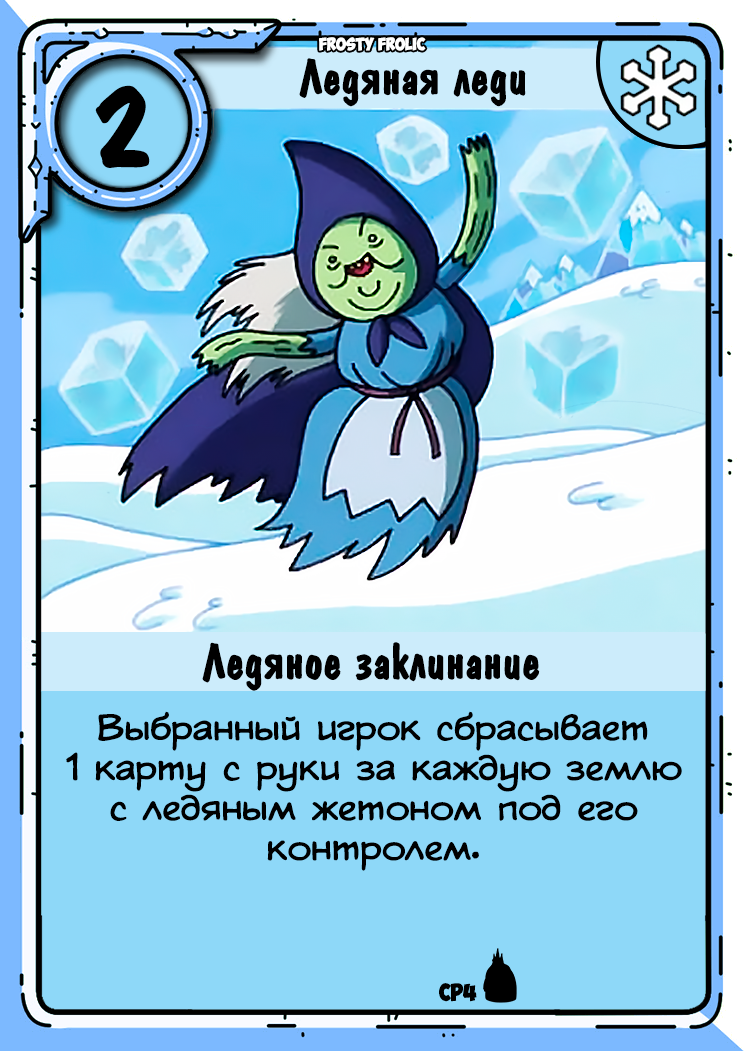 FROSTY FROLIC
Ледяная леди
2
Ледяное заклинание
Выбранный игрок сбрасывает
1 карту с руки за каждую землю
с ледяным жетоном под его
контролем.
CP4